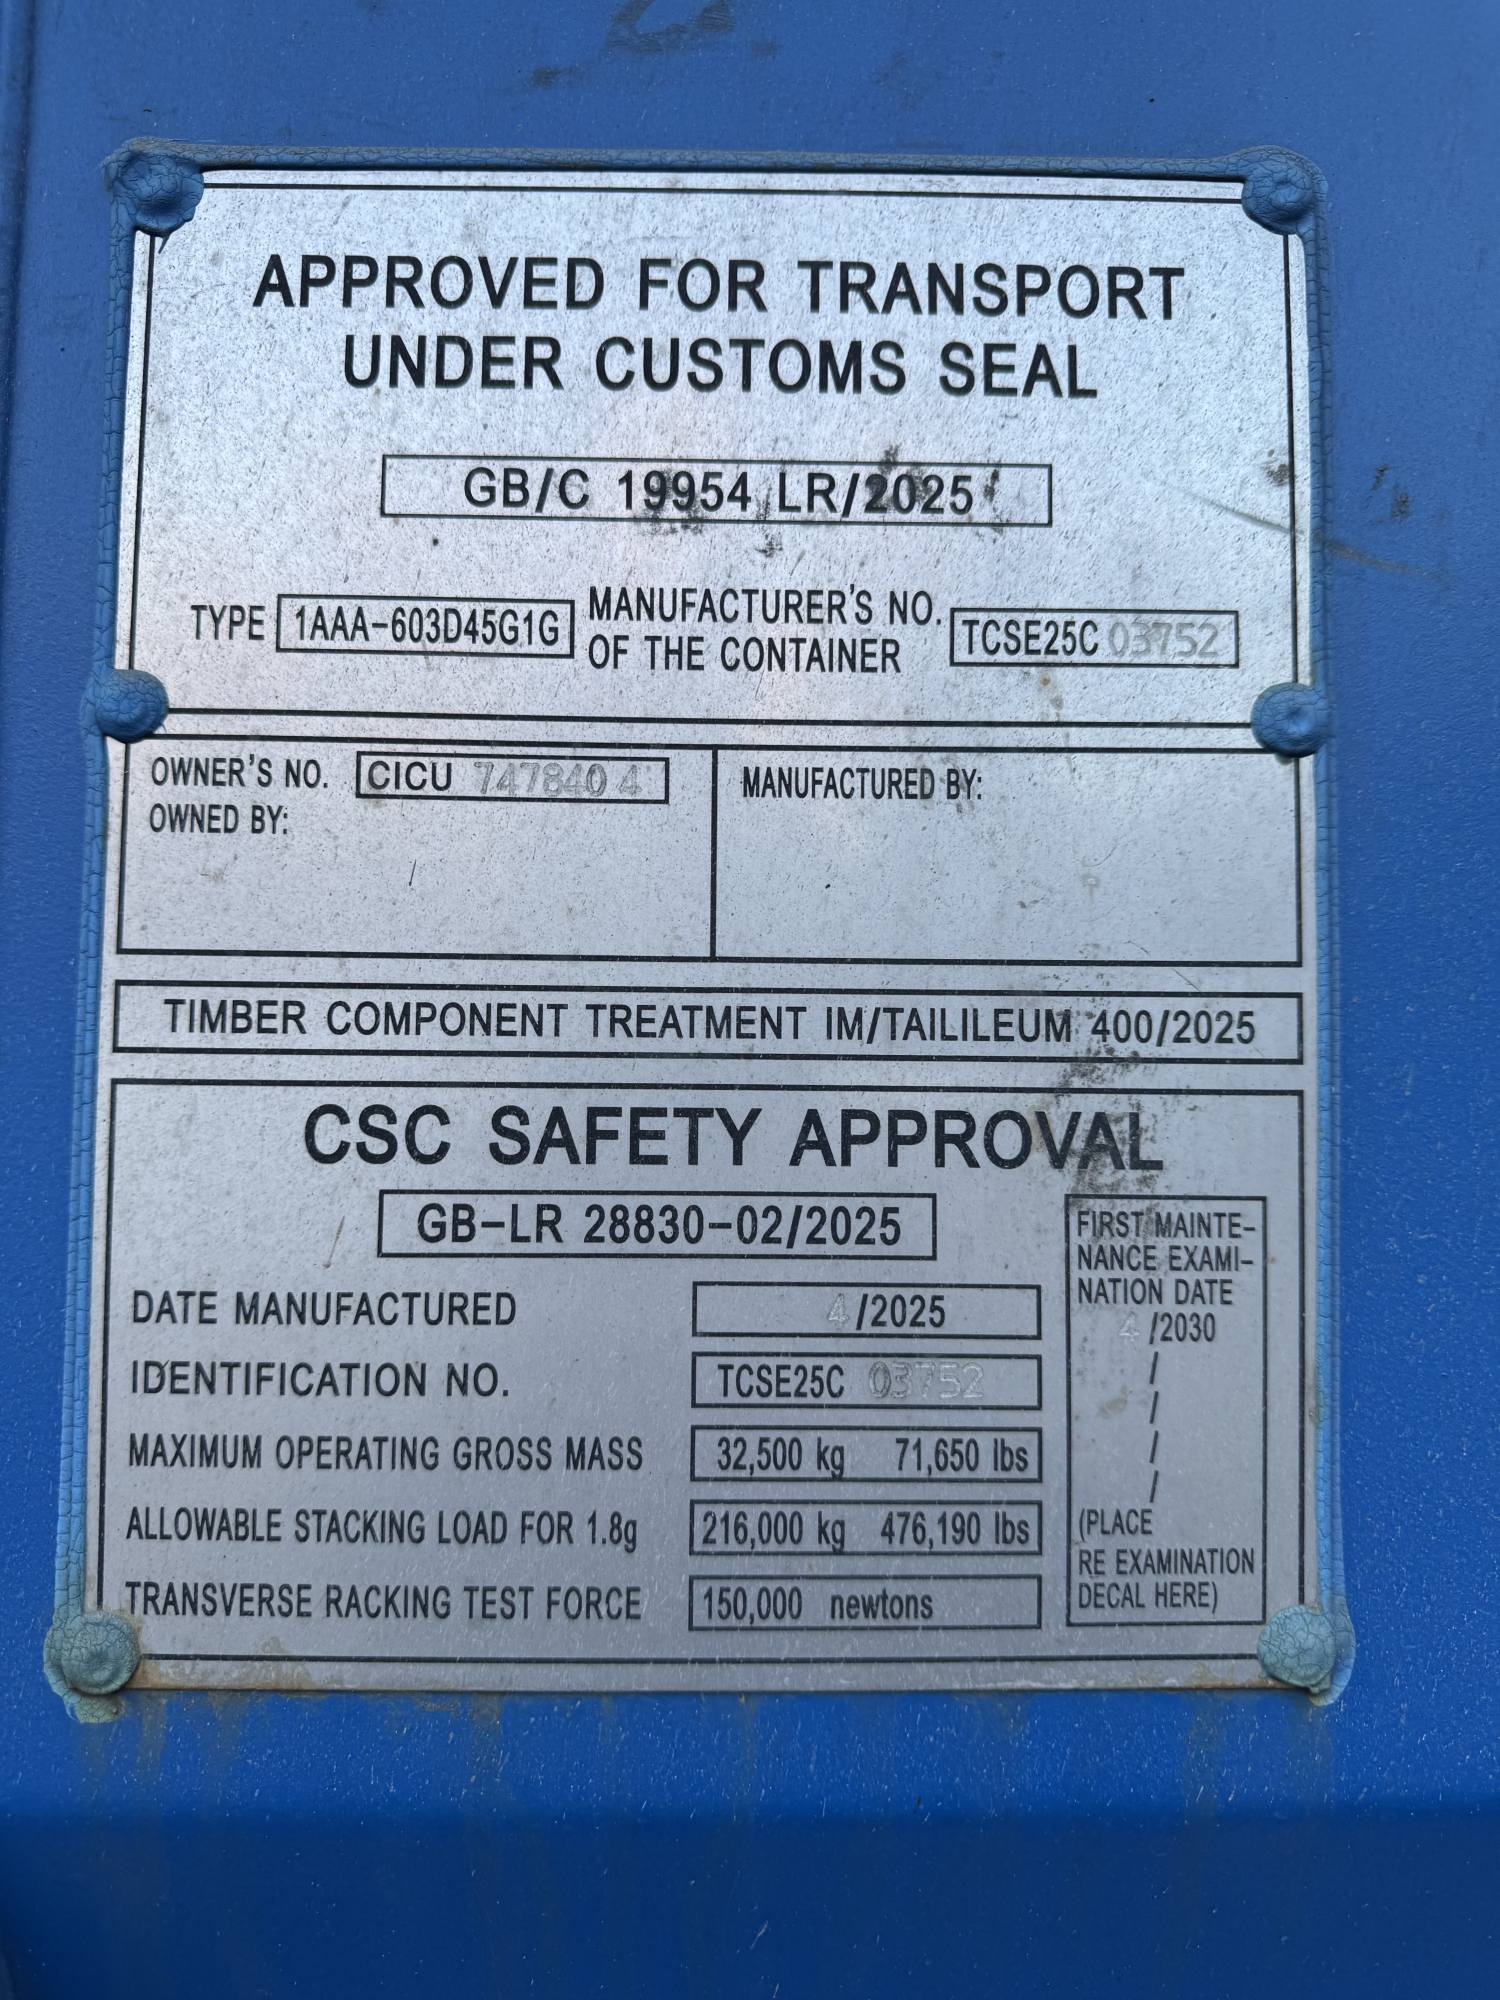 APPROVED FOR TRANSPORT
UNDER CUSTOMS SEAL
GB/C 19954 LR/2025
TYPE 1AAA-603D45G1G
MANUFACTURER'S NO.
OF THE CONTAINER
TCSE25C 03752
OWNER'S NO. CICU 747840 4
OWNED BY:
MANUFACTURED BY:
TIMBER COMPONENT TREATMENT IM/TAILILEUM 400/2025
CSC SAFETY APPROVAL
GB-LR 28830-02/2025
DATE MANUFACTURED 4/2025
IDENTIFICATION NO. TCSE25C 03752
MAXIMUM OPERATING GROSS MASS 32,500 kg 71,650 lbs
ALLOWABLE STACKING LOAD FOR 1.8g 216,000 kg 476,190 lbs
TRANSVERSE RACKING TEST FORCE 150,000 newtons
FIRST MAINTE-
NANCE EXAMI-
NATION DATE
4 /2030
/
/
/
/
/
(PLACE
RE EXAMINATION
DECAL HERE)